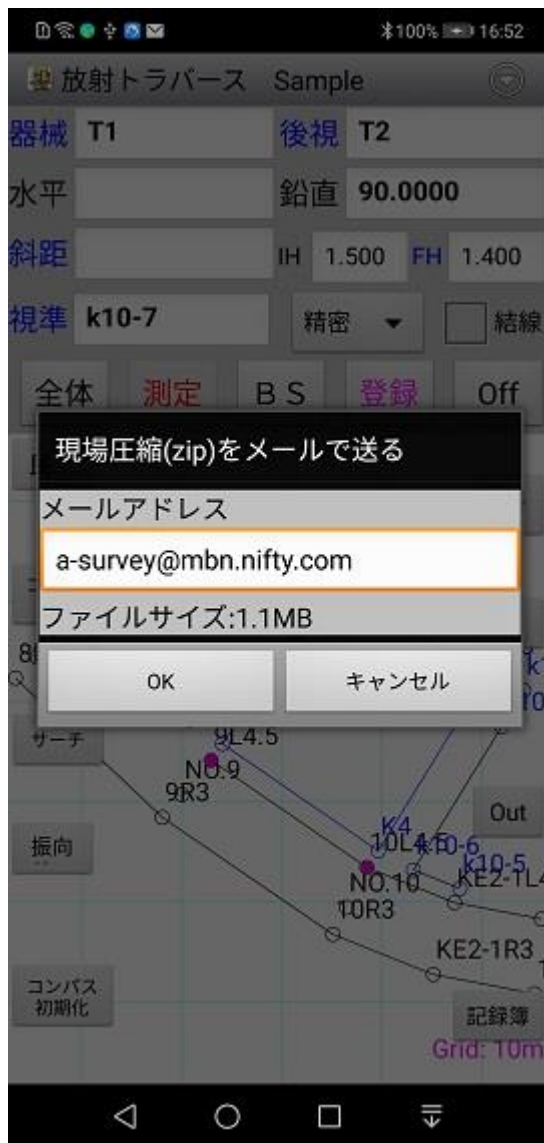 100% 16:52
放射トラバース Sample
器械 T1 後視 T2
水平 鉛直 90.0000
斜距 IH 1.500 FH 1.400
視準 k10-7 精密 結線
全体 測定 B S 登録 Off
現場圧縮(zip)をメールで送る
メールアドレス
a-survey@mbn.nifty.com
ファイルサイズ:1.1MB
OK キャンセル
サーチ
9L4.5
NO.9
9R3
Out
振向
K4
10L4.5
k10-6
k10-5
NO.10
KE2-1L4
10R3
KE2-1R3
コンパス
初期化
記録簿
Grid: 10m